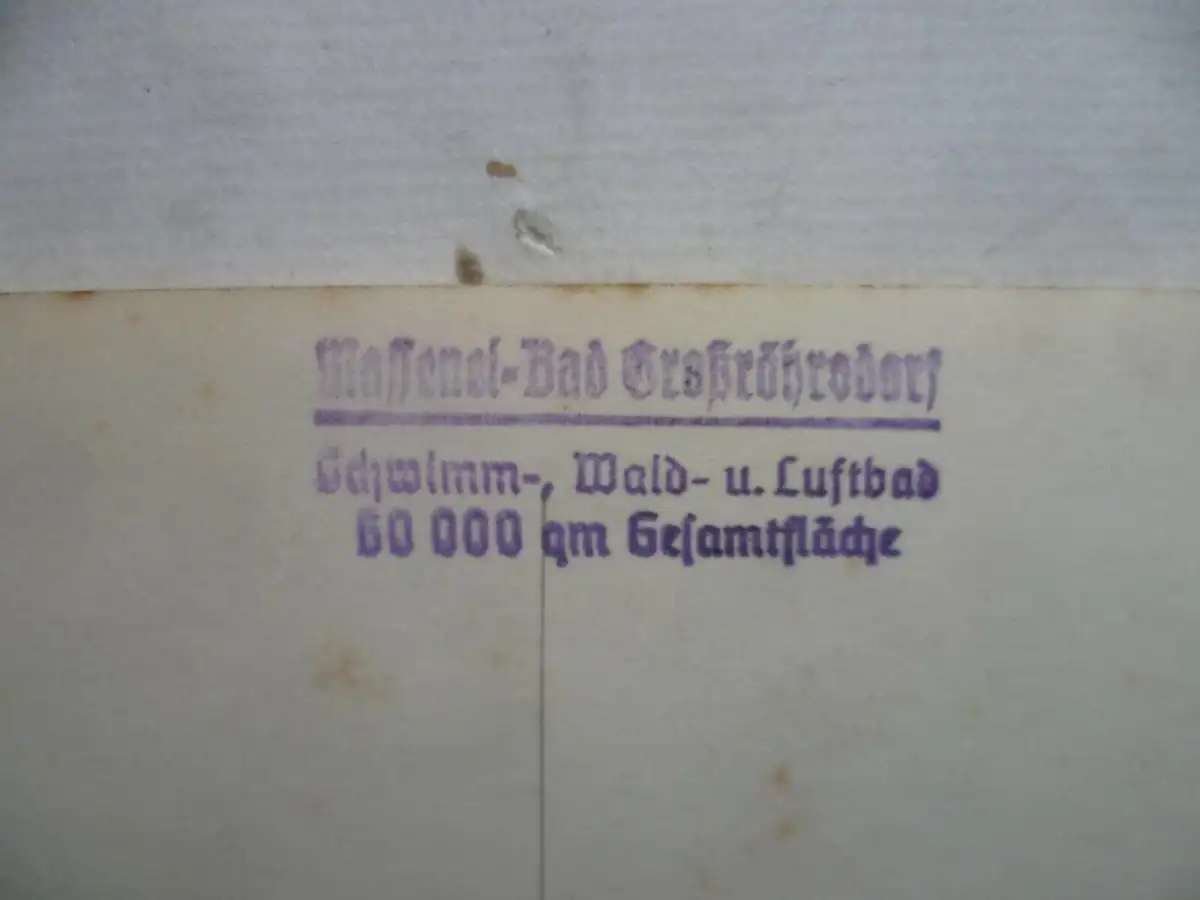 Massenei-Bad Großröhrsdorf
Schwimm-, Wald- u. Luftbad
60 000 qm Gesamtfläche